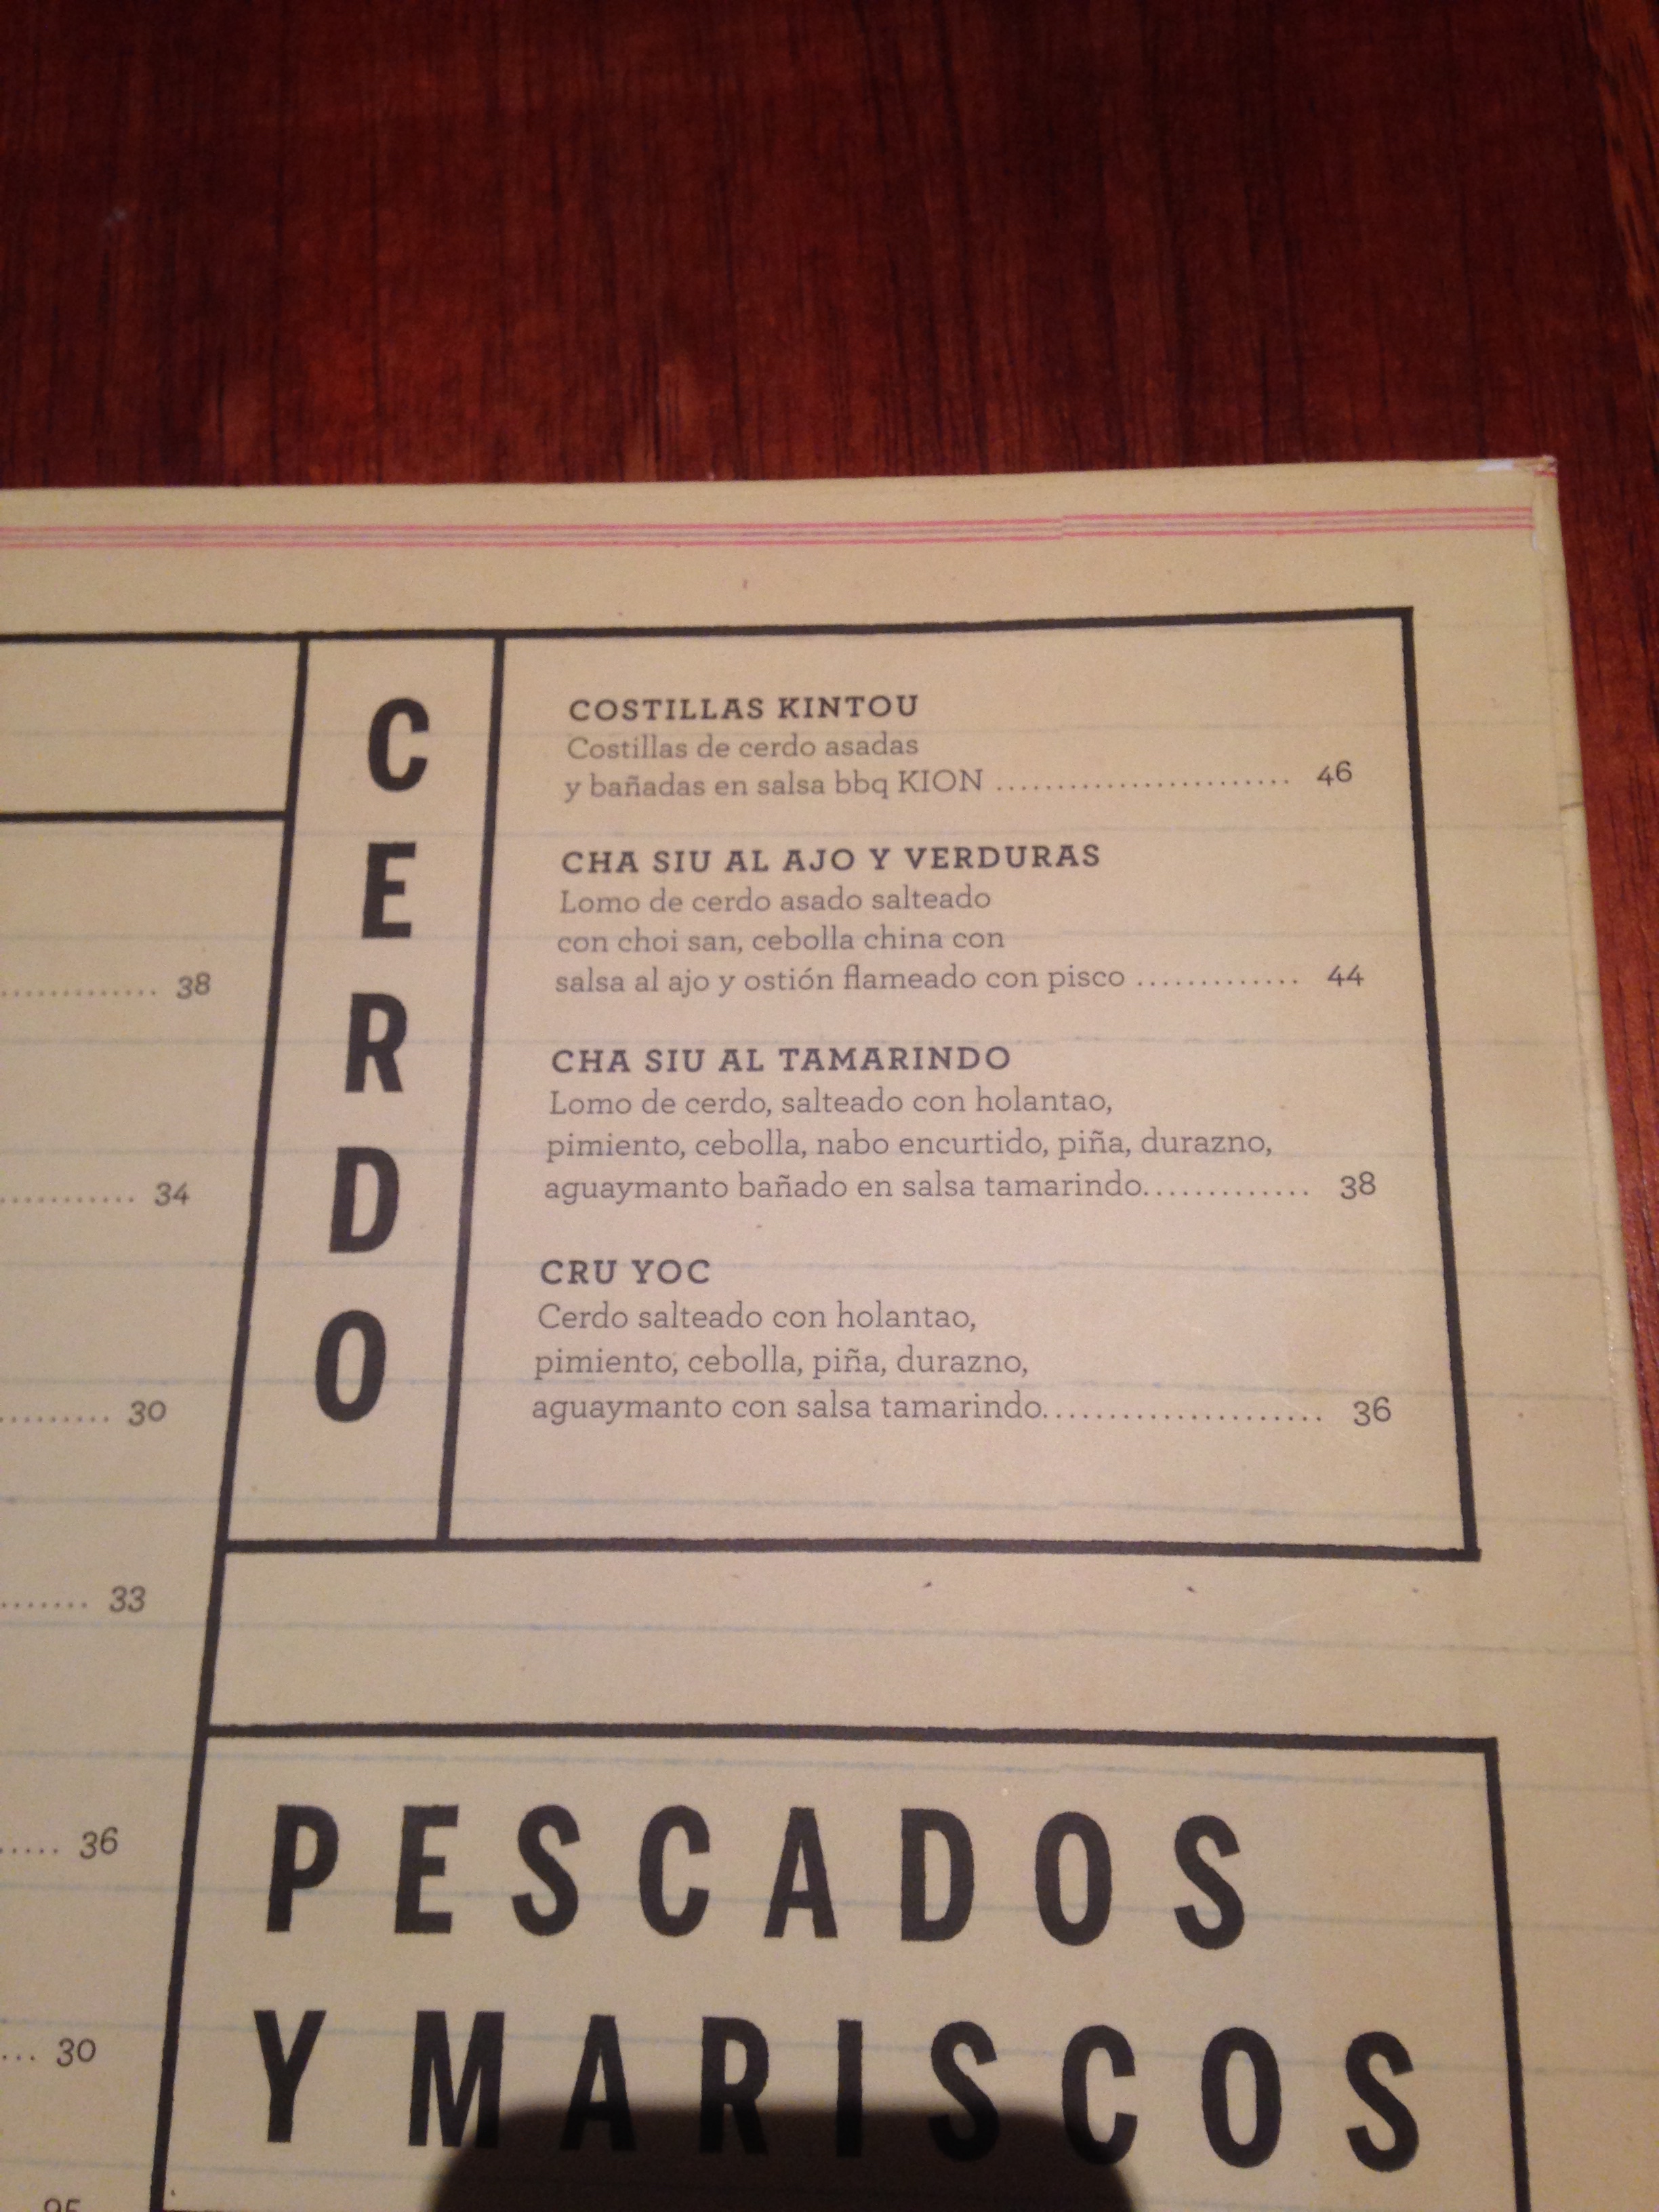 CERDO
COSTILLAS KINTOU
Costillas de cerdo asadas
y bañadas en salsa bbq KION ............................ 46
CHA SIU AL AJO Y VERDURAS
Lomo de cerdo asado salteado
con choi san, cebolla china con
salsa al ajo y ostión flameado con pisco ............. 44
CHA SIU AL TAMARINDO
Lomo de cerdo, salteado con holantao,
pimiento, cebolla, nabo encurtido, piña, durazno,
aguaymanto bañado en salsa tamarindo.............. 38
CRU YOC
Cerdo salteado con holantao,
pimiento, cebolla, piña, durazno,
aguaymanto con salsa tamarindo...................... 36
PESCADOS
Y MARISCOS
............. 38
........... 34
......... 30
....... 33
..... 36
... 30